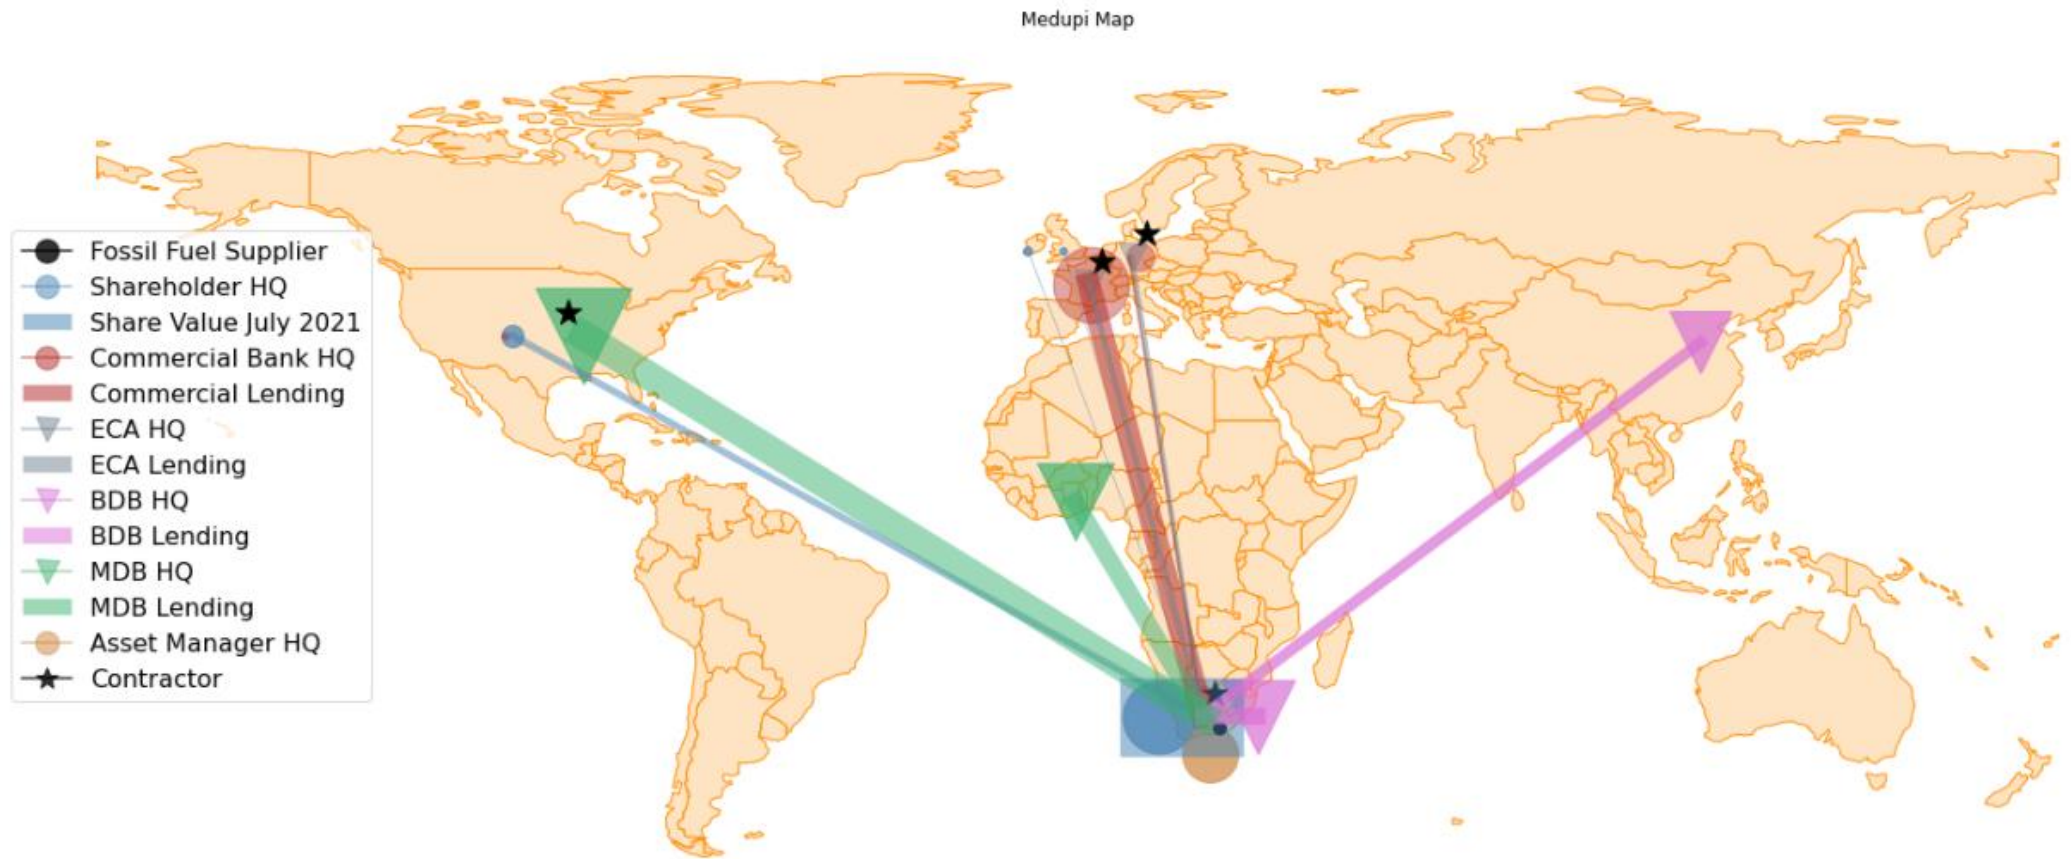 Medupi Map
Fossil Fuel Supplier
Shareholder HQ
Share Value July 2021
Commercial Bank HQ
Commercial Lending
ECA HQ
ECA Lending
BDB HQ
BDB Lending
MDB HQ
MDB Lending
Asset Manager HQ
Contractor